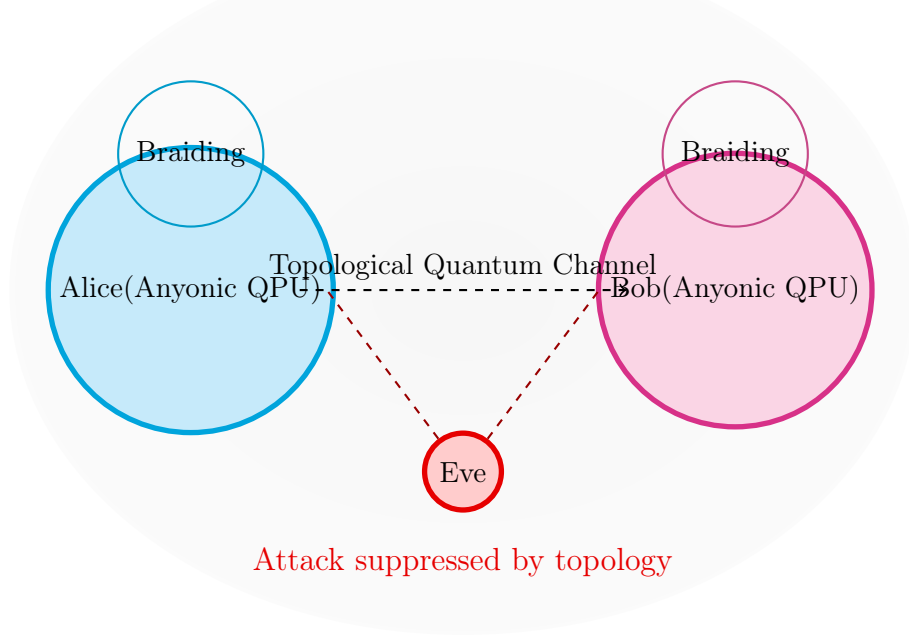 Braiding
Braiding
Topological Quantum Channel
Alice(Anyonic QPU)
Bob(Anyonic QPU)
Eve
Attack suppressed by topology